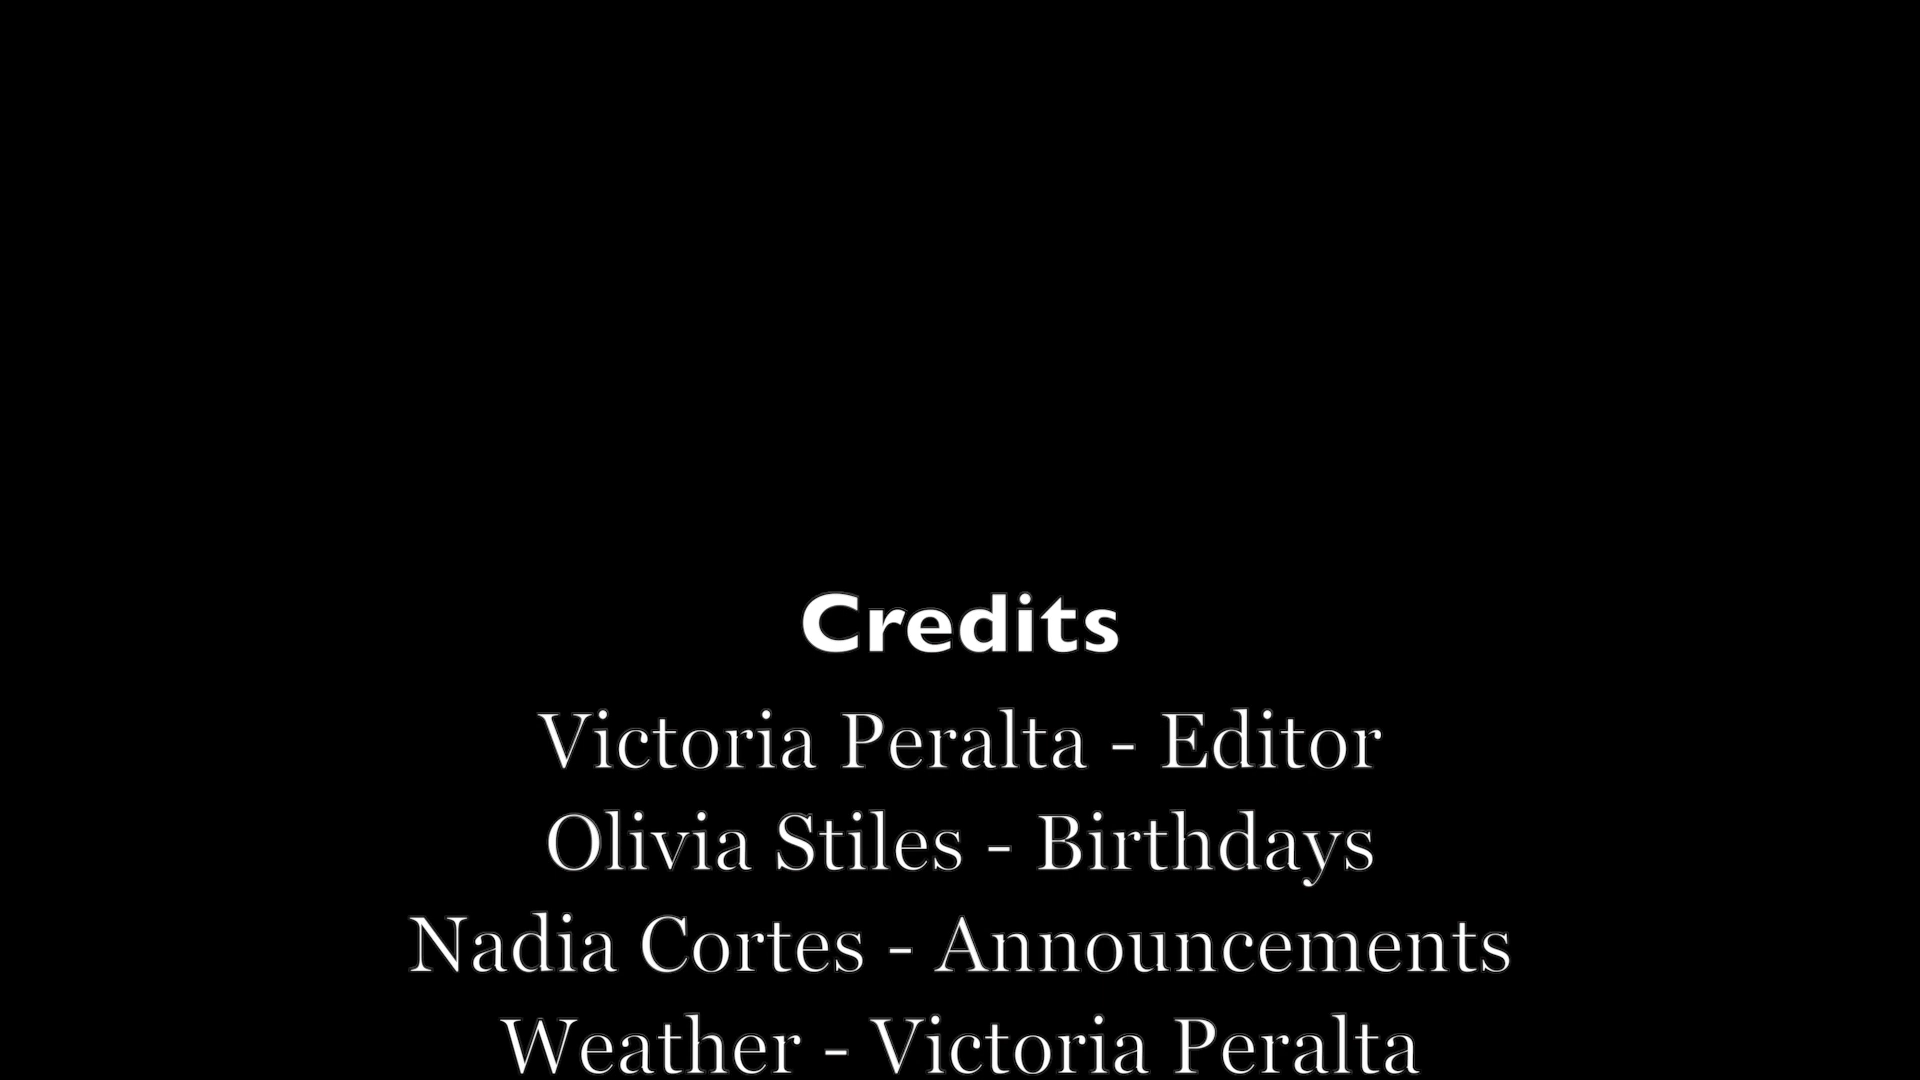 Credits
Victoria Peralta - Editor
Olivia Stiles - Birthdays
Nadia Cortes - Announcements
Weather - Victoria Peralta